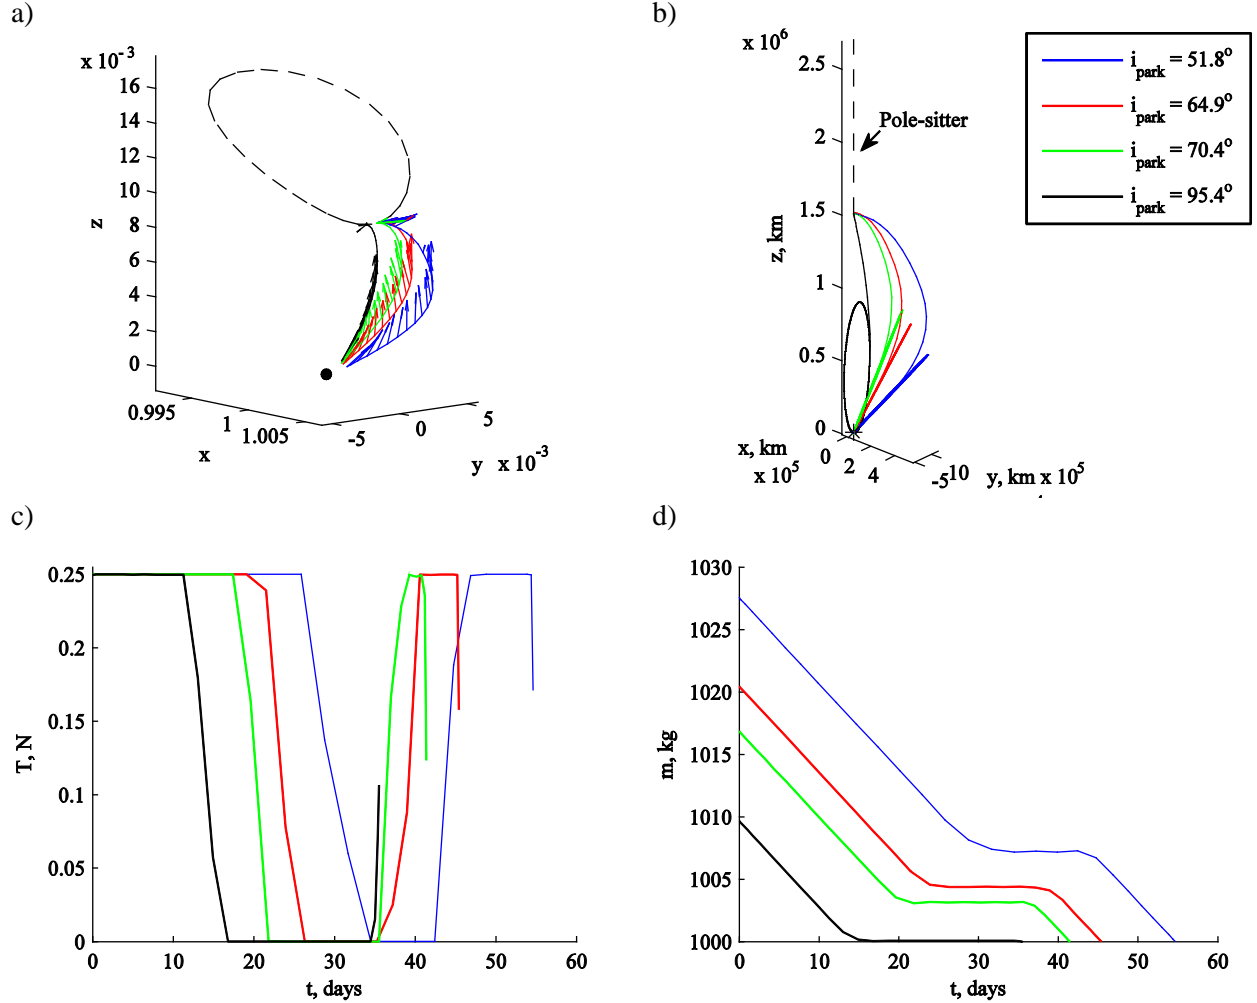 a)
x 10-3
16
14
12
10
8
6
4
2
0
z
0.995
1
1.005
x
-5
0
5
y x 10-3
b)
x 106
2.5
2
1.5
1
0.5
0
z, km
Pole-sitter
x, km
x 105
0
2
4
-5
-10
y, km x 105
ipark = 51.8o
ipark = 64.9o
ipark = 70.4o
ipark = 95.4o
c)
0.25
0.2
0.15
0.1
0.05
0
T, N
0 10 20 30 40 50 60
t, days
d)
1030
1025
1020
1015
1010
1005
1000
m, kg
0 10 20 30 40 50 60
t, days